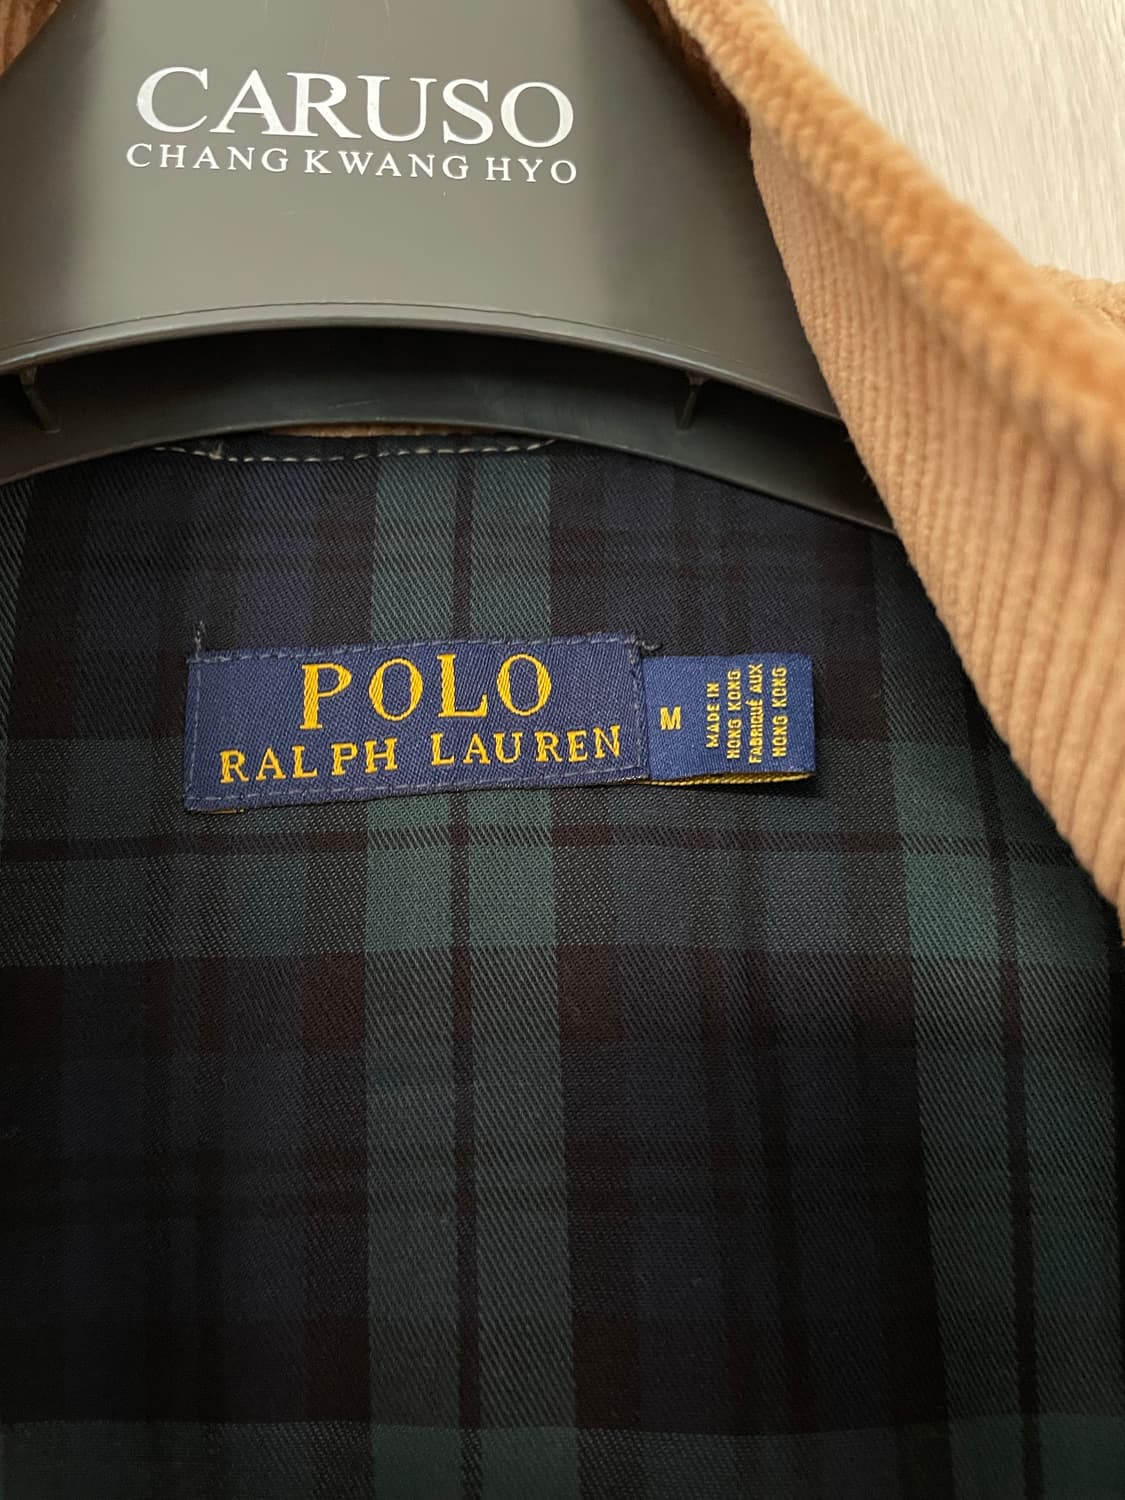 CARUSO
CHANG KWANG HYO
POLO
RALPH LAUREN
M
MADE IN
HONG KONG
FABRIQUÉ AUX
HONG KONG